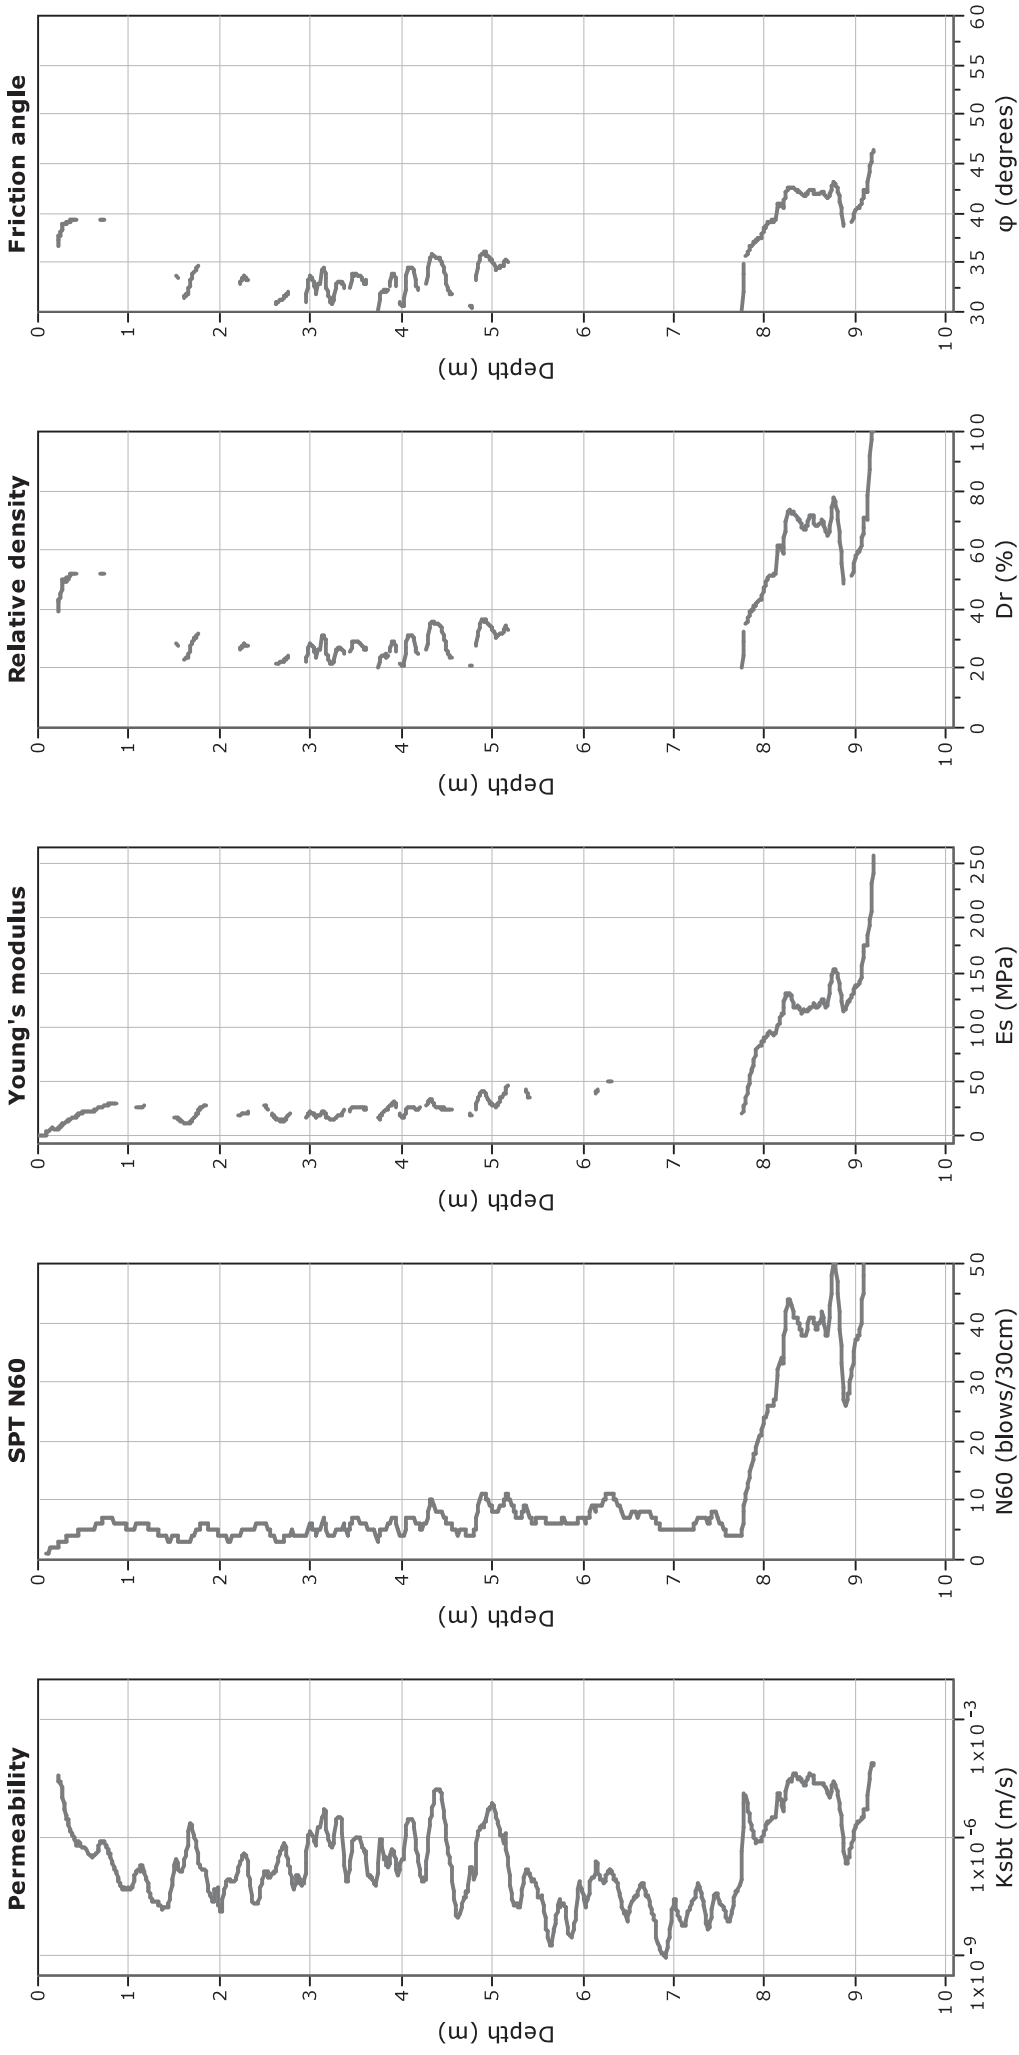 Permeability
Depth (m)
0
1
2
3
4
5
6
7
8
9
10
1x10-9 1x10-6 1x10-3
Ksbt (m/s)
SPT N60
Depth (m)
0
1
2
3
4
5
6
7
8
9
10
0 10 20 30 40 50
N60 (blows/30cm)
Young's modulus
Depth (m)
0
1
2
3
4
5
6
7
8
9
10
0 50 100 150 200 250
Es (MPa)
Relative density
Depth (m)
0
1
2
3
4
5
6
7
8
9
10
0 20 40 60 80 100
Dr (%)
Friction angle
Depth (m)
0
1
2
3
4
5
6
7
8
9
10
30 35 40 45 50 55 60
φ (degrees)